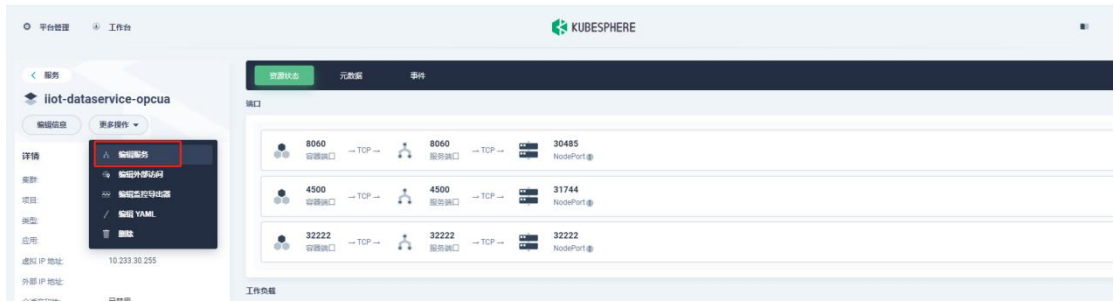 平台管理 工作台 KUBESPHERE
服务
iiot-dataservice-opcua
编辑信息 更多操作
编辑服务
编辑外部访问
编辑监控导出器
编辑 YAML
删除
详情
集群:
项目:
类型:
应用:
虚拟 IP 地址: 10.233.30.255
外部 IP 地址:
资源状态 元数据 事件
端口
8060 →TCP→ 8060 →TCP→ 30485
容器端口 服务端口 NodePort
4500 →TCP→ 4500 →TCP→ 31744
容器端口 服务端口 NodePort
32222 →TCP→ 32222 →TCP→ 32222
容器端口 服务端口 NodePort
工作负载